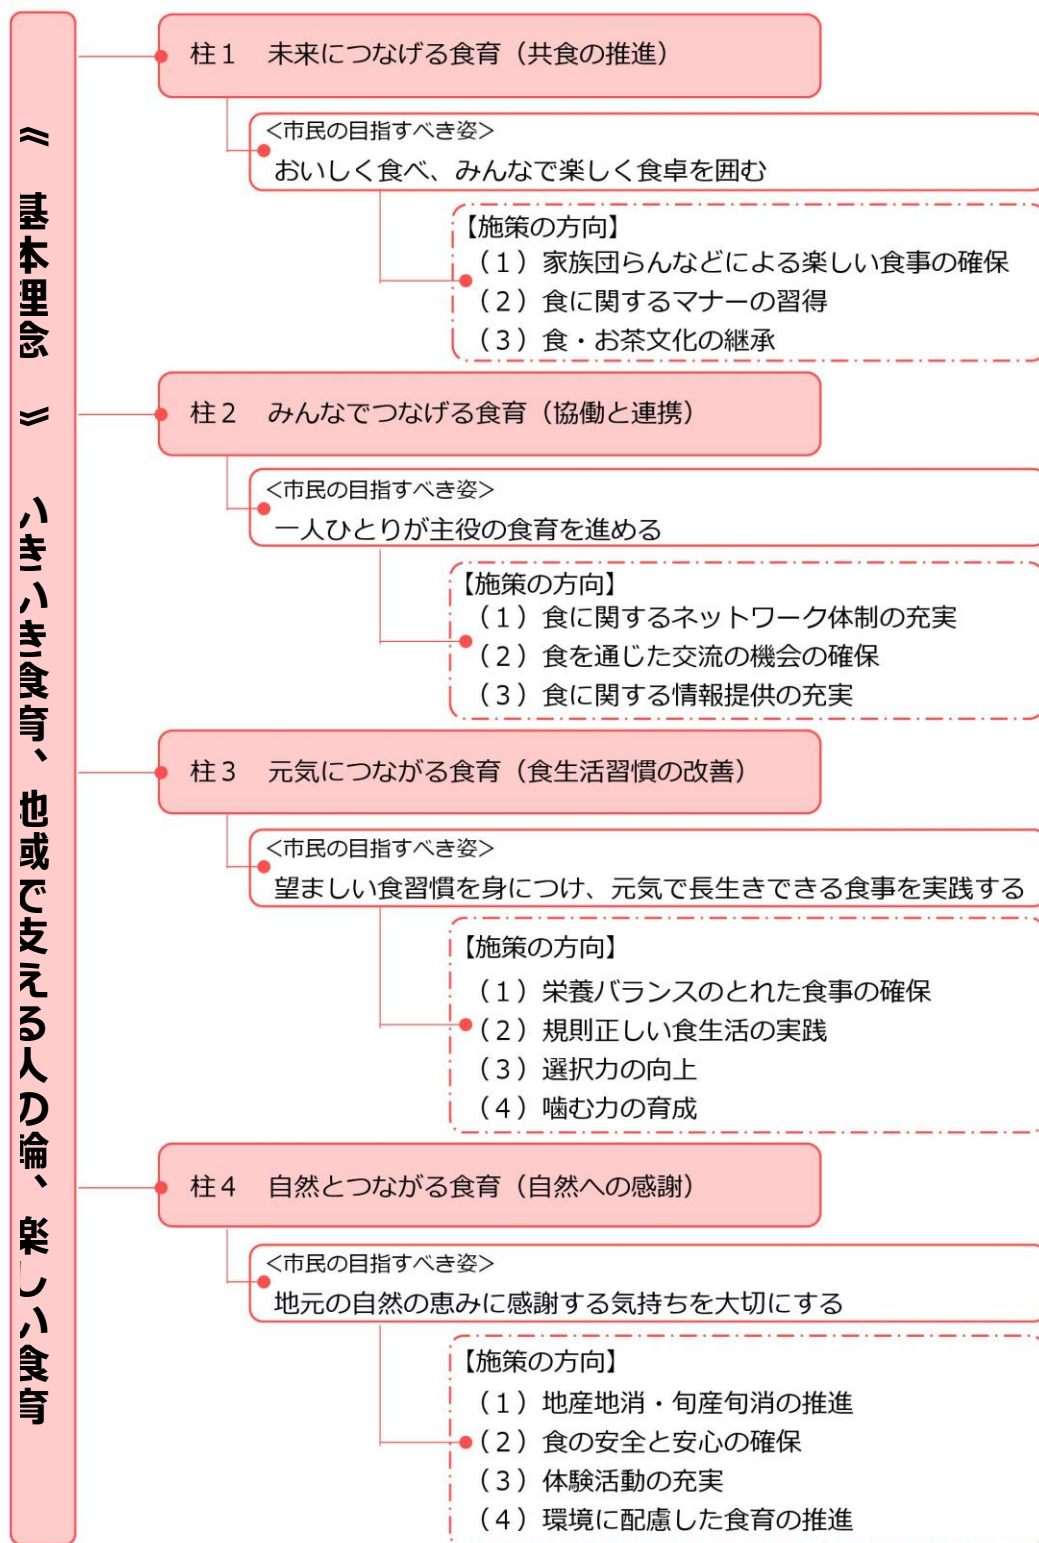 《 基本理念 》 いきいき食育、地域で支える人の輪、楽しい食育
柱１ 未来につなげる食育（共食の推進）
＜市民の目指すべき姿＞
おいしく食べ、みんなで楽しく食卓を囲む
【施策の方向】
（１）家族団らんなどによる楽しい食事の確保
（２）食に関するマナーの習得
（３）食・お茶文化の継承
柱２ みんなでつなげる食育（協働と連携）
＜市民の目指すべき姿＞
一人ひとりが主役の食育を進める
【施策の方向】
（１）食に関するネットワーク体制の充実
（２）食を通じた交流の機会の確保
（３）食に関する情報提供の充実
柱３ 元気につながる食育（食生活習慣の改善）
＜市民の目指すべき姿＞
望ましい食習慣を身につけ、元気で長生きできる食事を実践する
【施策の方向】
（１）栄養バランスのとれた食事の確保
（２）規則正しい食生活の実践
（３）選択力の向上
（４）噛む力の育成
柱４ 自然とつながる食育（自然への感謝）
＜市民の目指すべき姿＞
地元の自然の恵みに感謝する気持ちを大切にする
【施策の方向】
（１）地産地消・旬産旬消の推進
（２）食の安全と安心の確保
（３）体験活動の充実
（４）環境に配慮した食育の推進